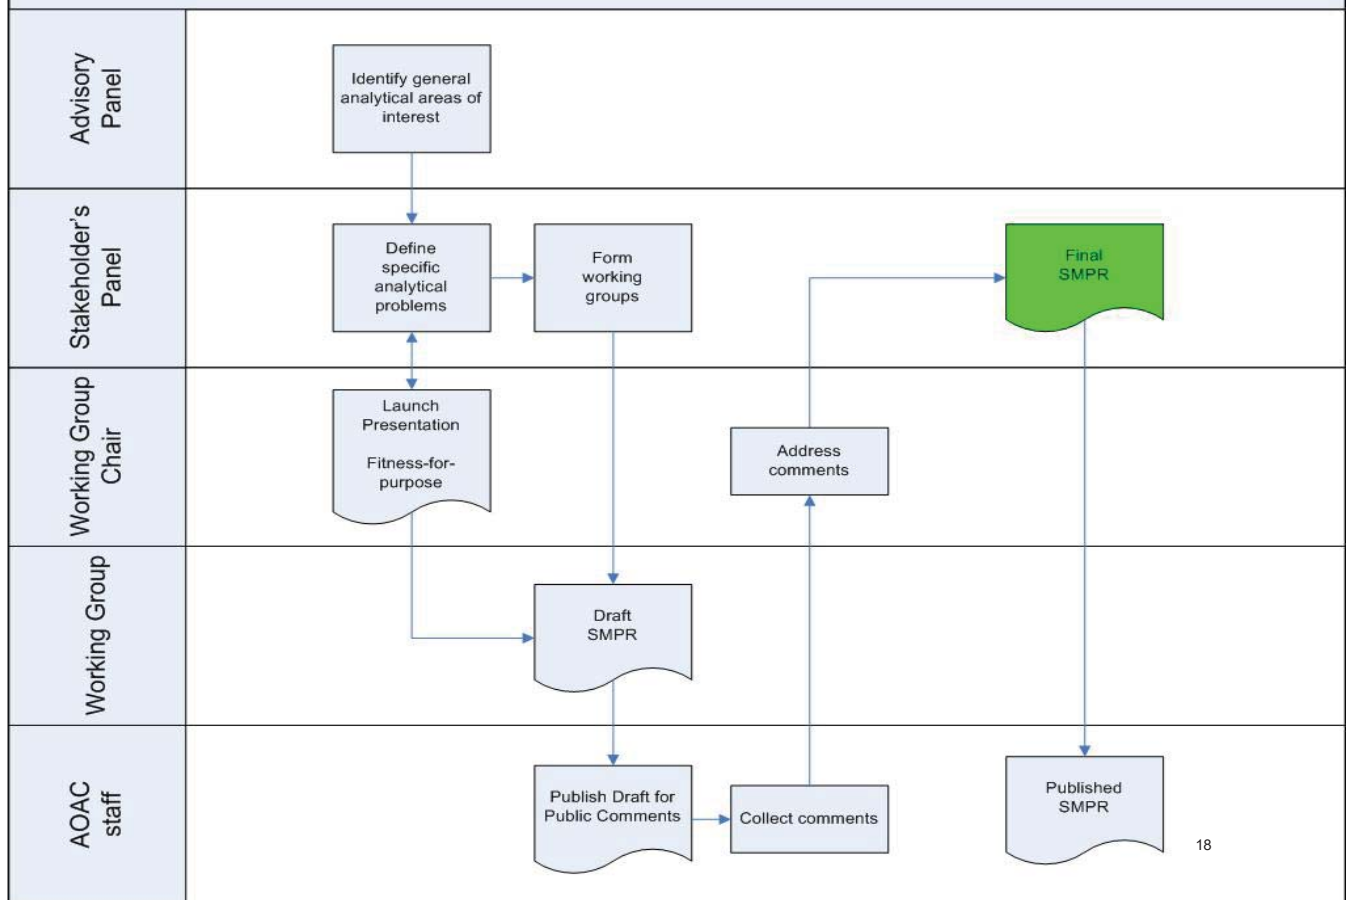 Advisory
Panel
Identify general
analytical areas of
interest
Stakeholder's
Panel
Define
specific
analytical
problems
Form
working
groups
Final
SMPR
Working Group
Chair
Launch
Presentation
Fitness-for-
purpose
Address
comments
Working Group
Draft
SMPR
AOAC
staff
Publish Draft for
Public Comments
Collect comments
Published
SMPR
18